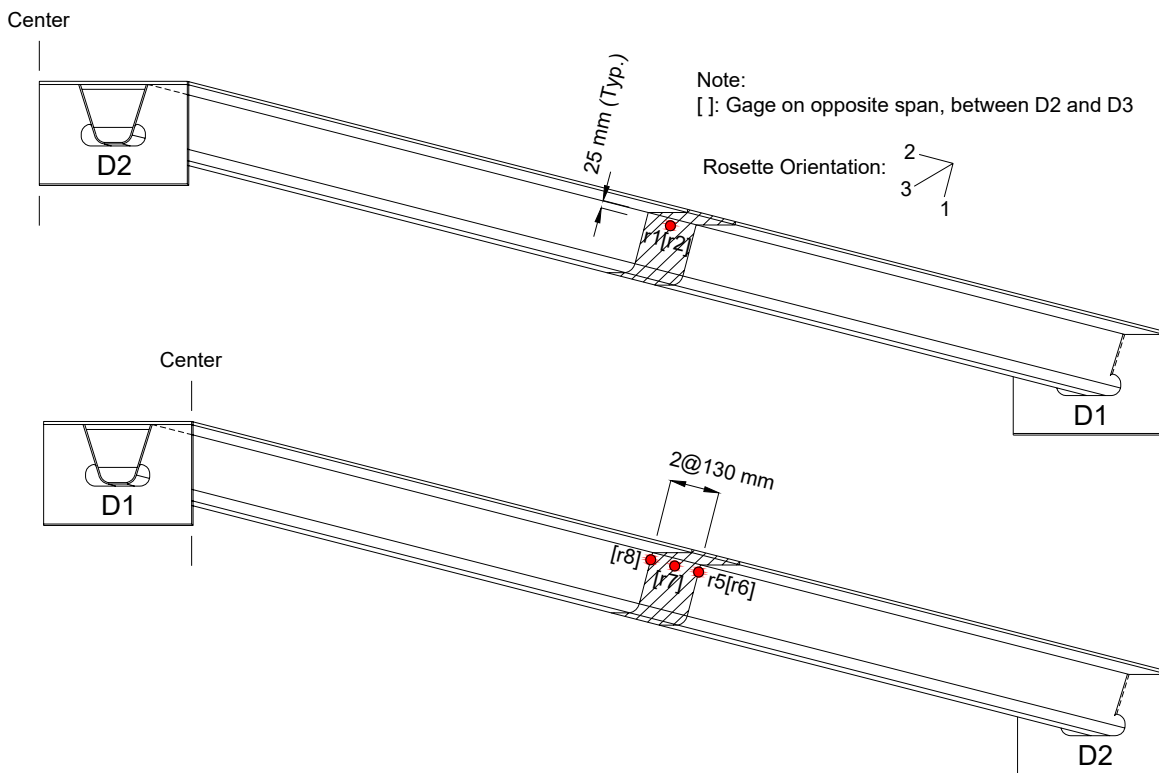 Center
D2
25 mm (Typ.)
Note:
[ ]: Gage on opposite span, between D2 and D3
Rosette Orientation:
2
3
1
r1[r2]
D1
Center
D1
2@130 mm
[r8]
[r7]
r5[r6]
D2